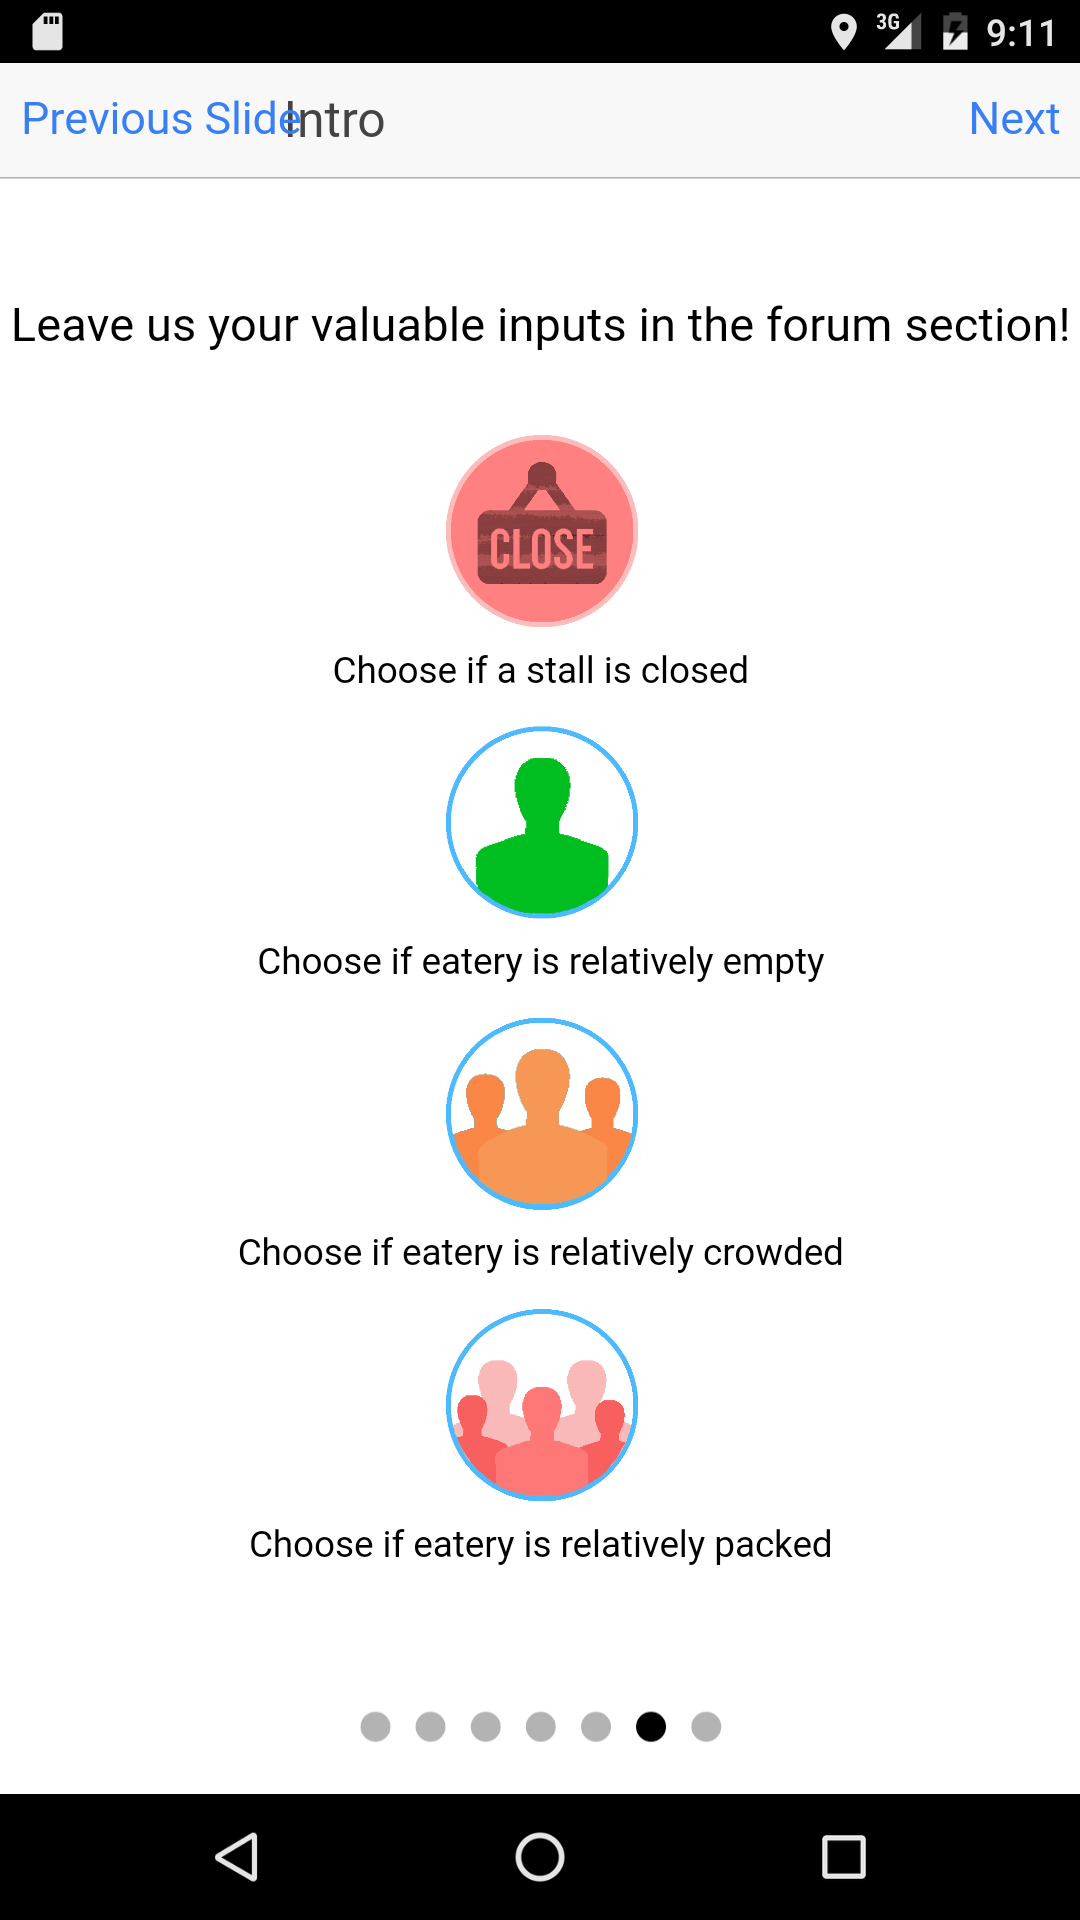 3G 9:11
Previous Slide Intro Next
Leave us your valuable inputs in the forum section!
CLOSE
Choose if a stall is closed
Choose if eatery is relatively empty
Choose if eatery is relatively crowded
Choose if eatery is relatively packed